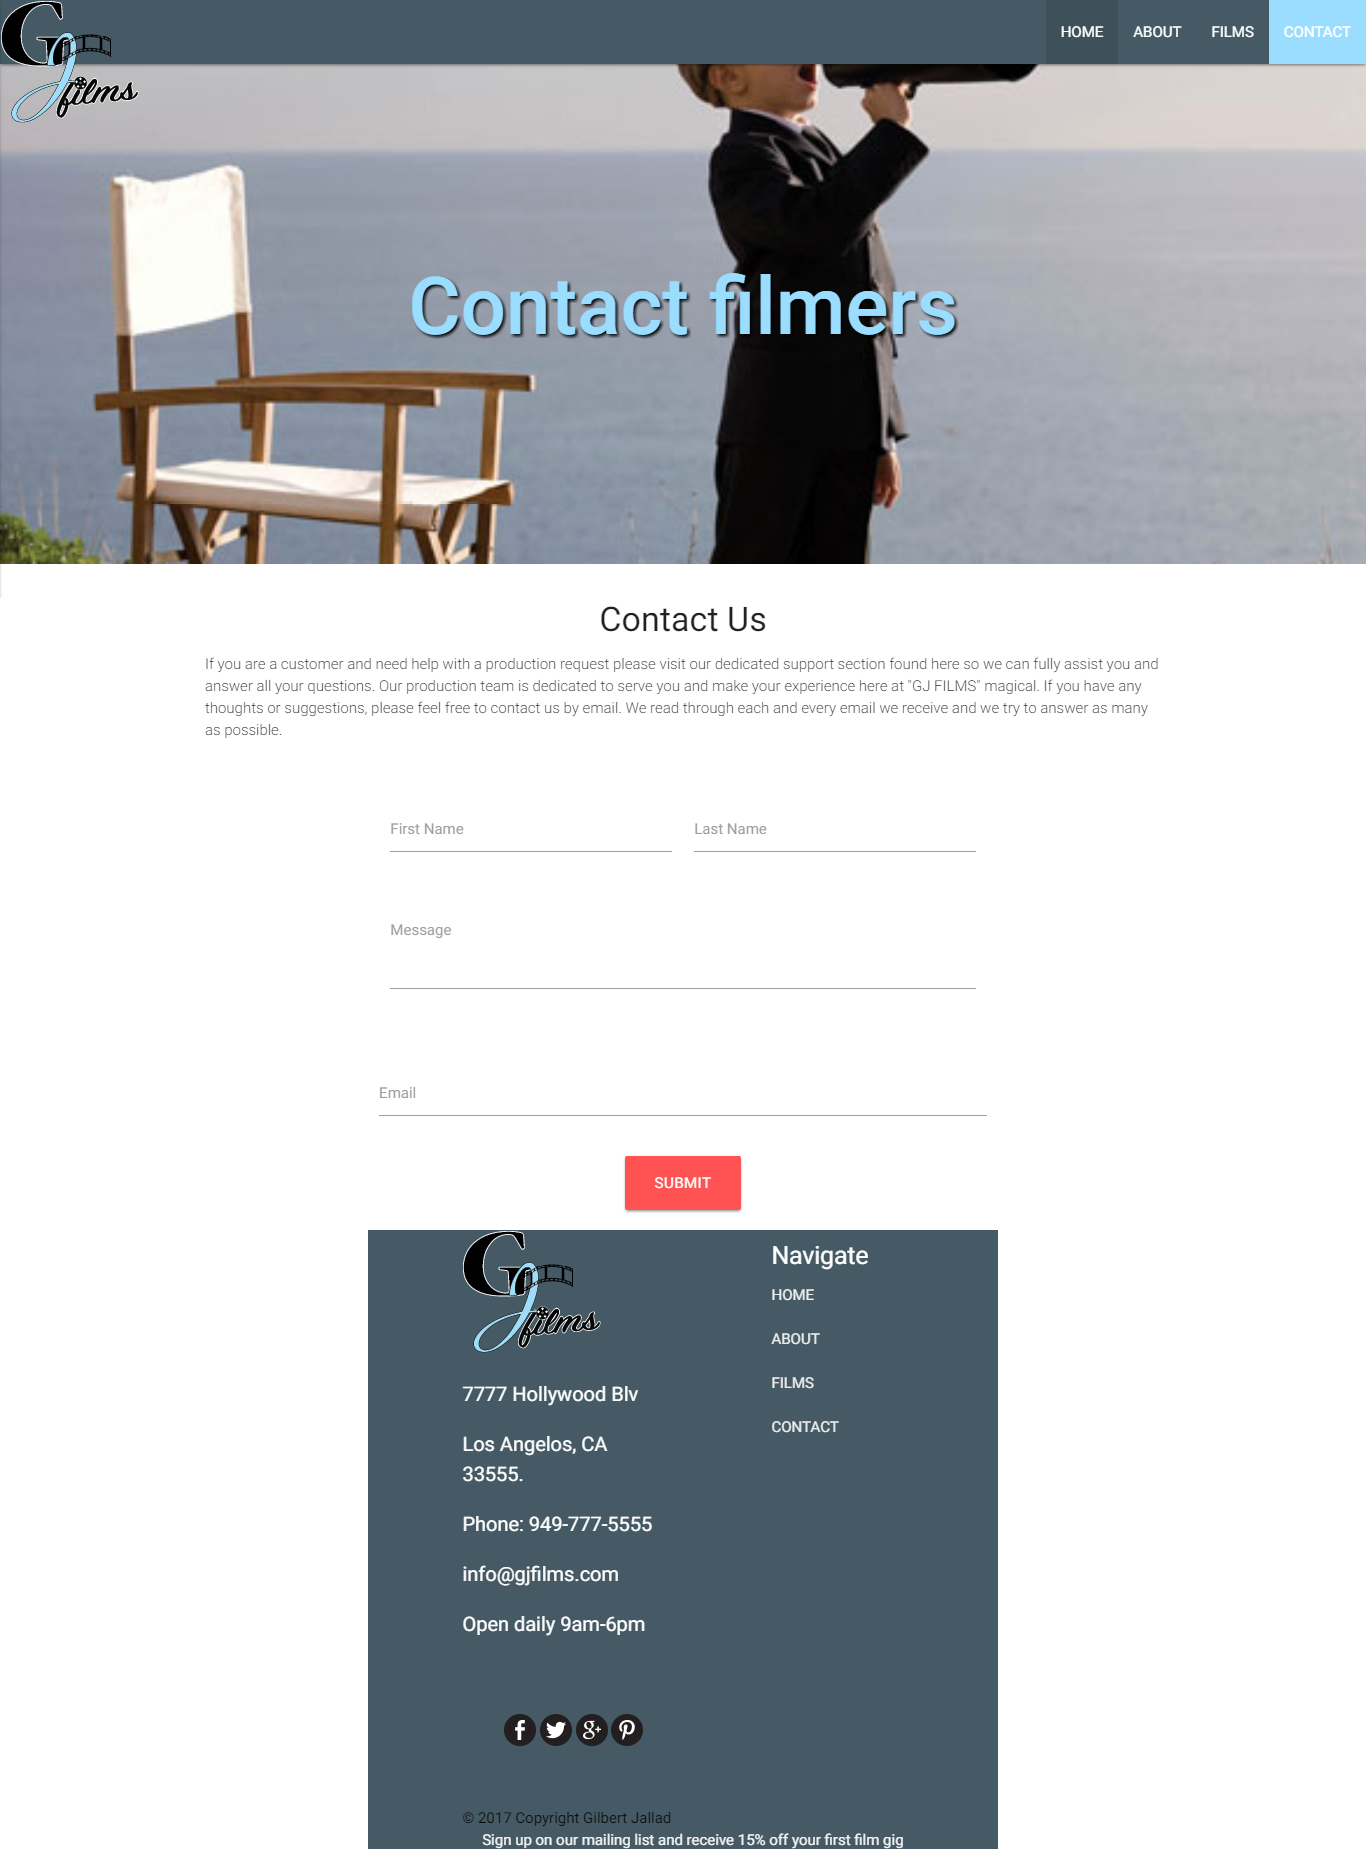 GJ films
HOME ABOUT FILMS CONTACT
Contact filmers
Contact Us
If you are a customer and need help with a production request please visit our dedicated support section found here so we can fully assist you and
answer all your questions. Our production team is dedicated to serve you and make your experience here at "GJ FILMS" magical. If you have any
thoughts or suggestions, please feel free to contact us by email. We read through each and every email we receive and we try to answer as many
as possible.
First Name Last Name
Message
Email
SUBMIT
GJ films
7777 Hollywood Blv
Los Angelos, CA
33555.
Phone: 949-777-5555
info@gjfilms.com
Open daily 9am-6pm
Navigate
HOME
ABOUT
FILMS
CONTACT
© 2017 Copyright Gilbert Jallad
Sign up on our mailing list and receive 15% off your first film gig